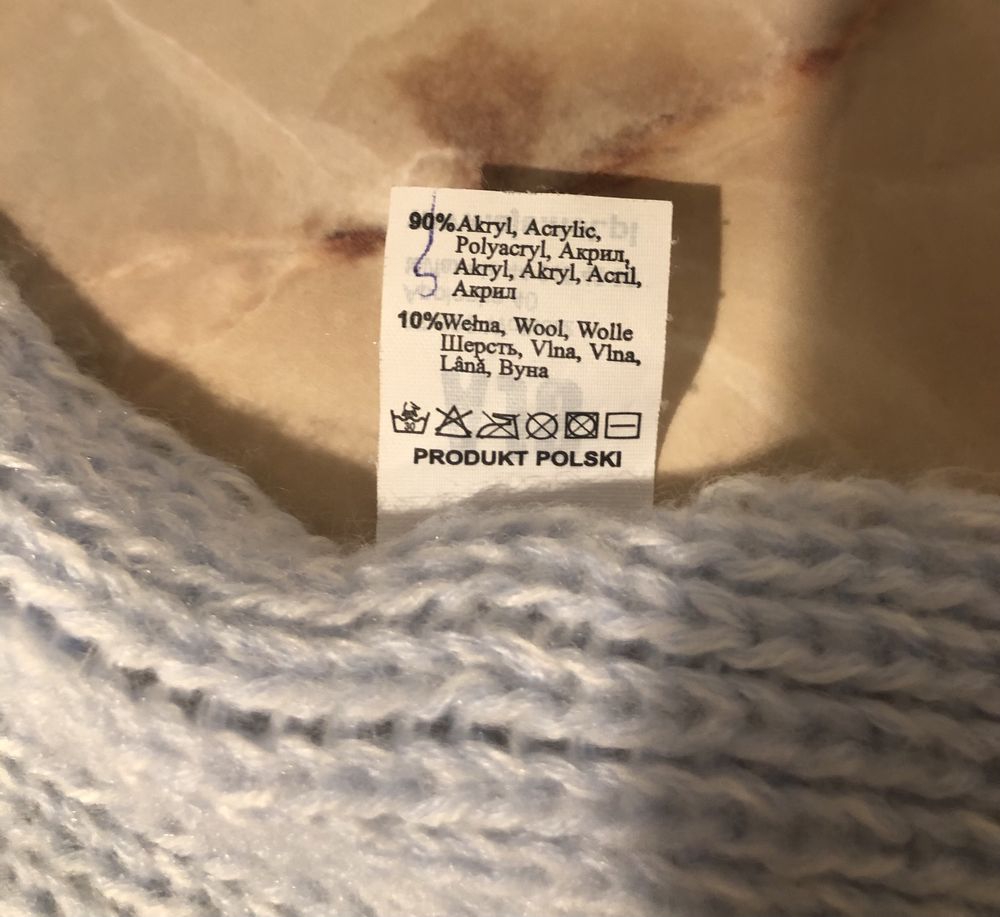 90% Akryl, Acrylic,
Polyacryl, Акрил,
Akryl, Akryl, Acril,
Акрил
10% Wełna, Wool, Wolle
Шерсть, Vlna, Vlna,
Lână, Вуна
30
PRODUKT POLSKI